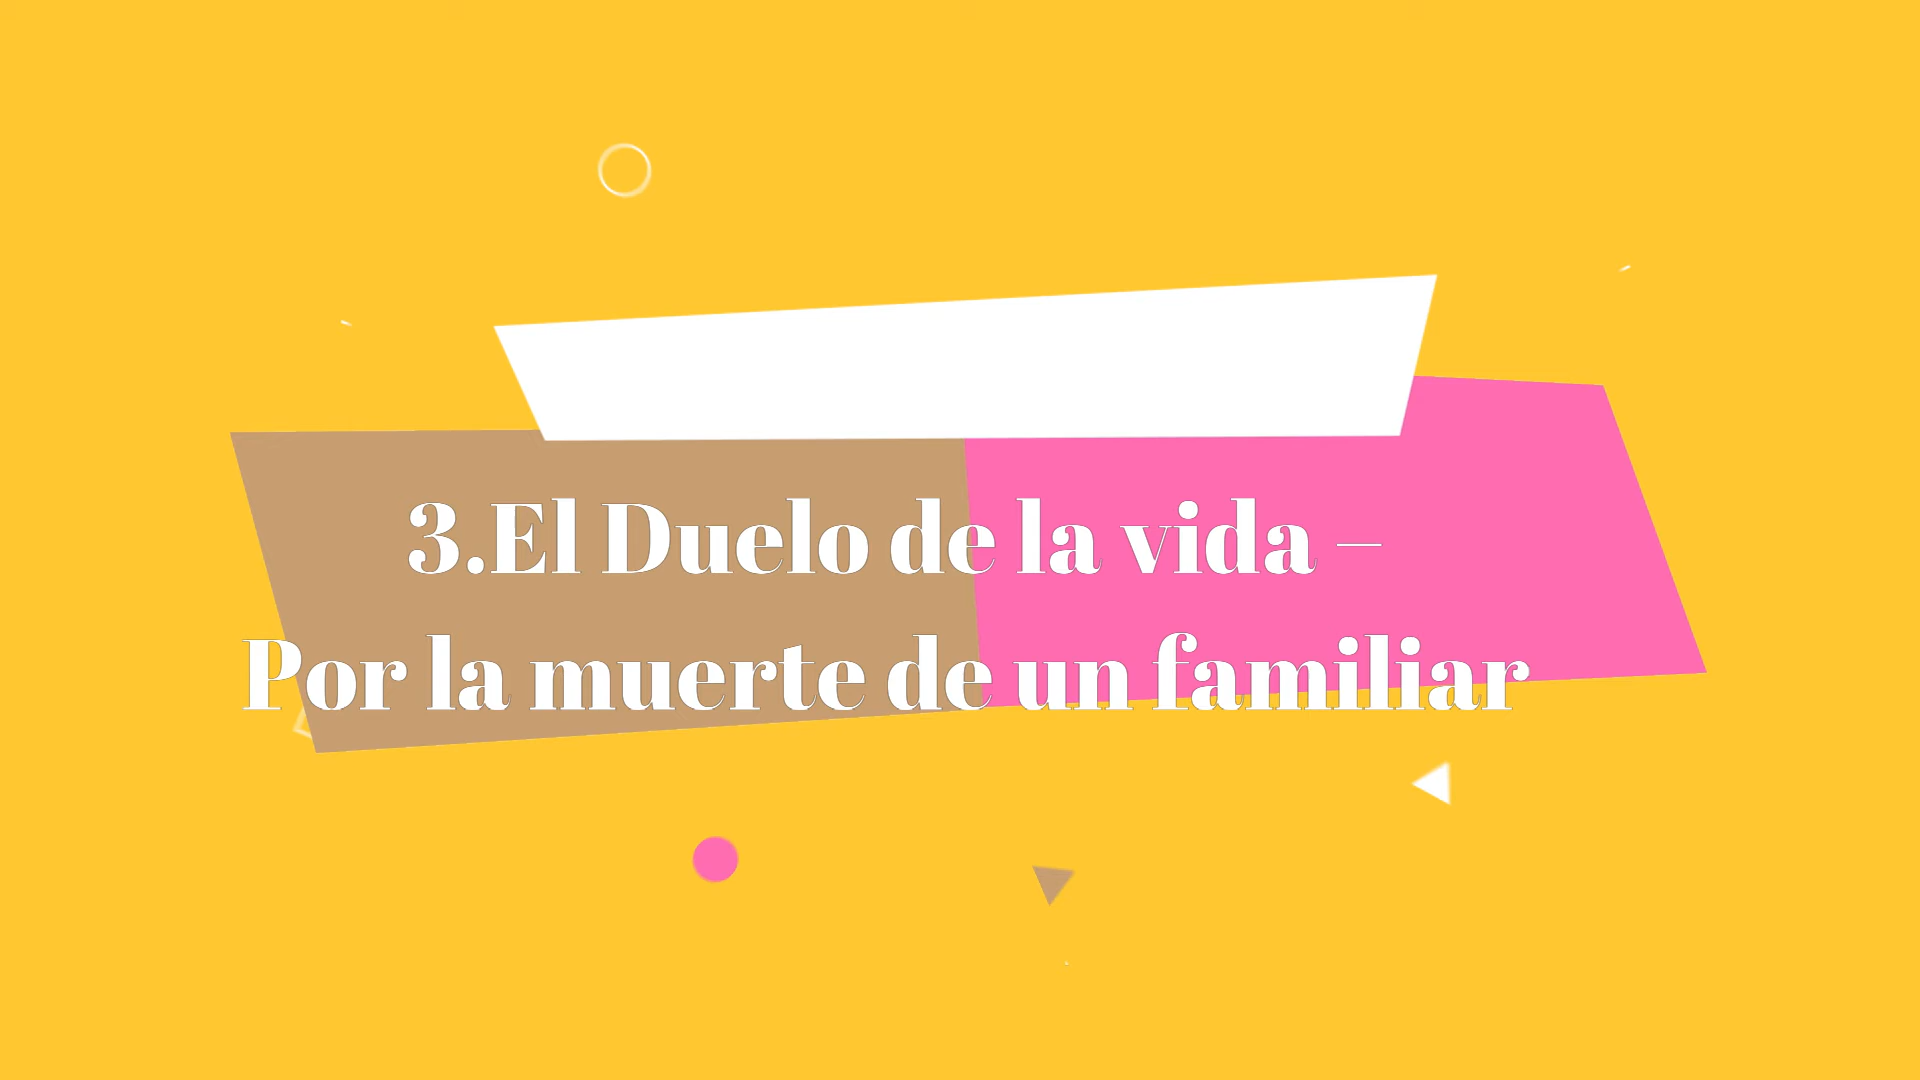 3.El Duelo de la vida –
Por la muerte de un familiar